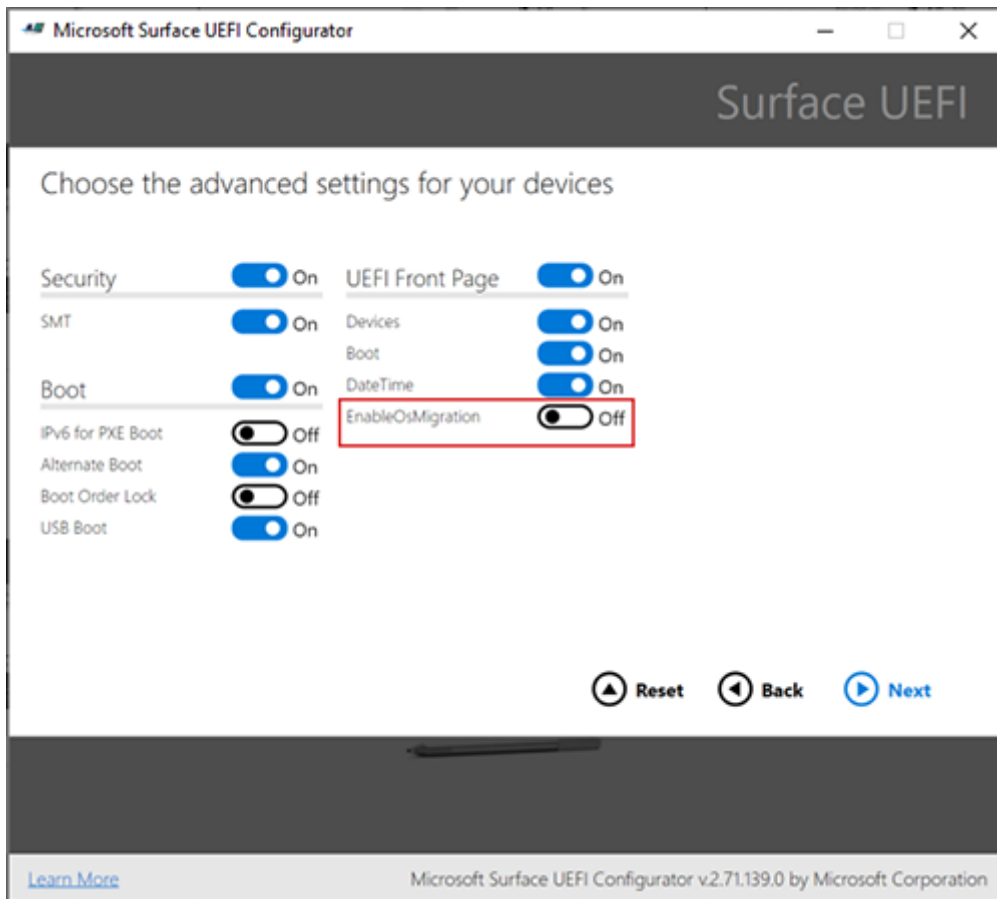 Microsoft Surface UEFI Configurator
Surface UEFI
Choose the advanced settings for your devices
Security On
SMT On
Boot On
IPv6 for PXE Boot Off
Alternate Boot On
Boot Order Lock Off
USB Boot On
UEFI Front Page On
Devices On
Boot On
DateTime On
EnableOsMigration Off
Reset Back Next
Learn More Microsoft Surface UEFI Configurator v.2.71.139.0 by Microsoft Corporation